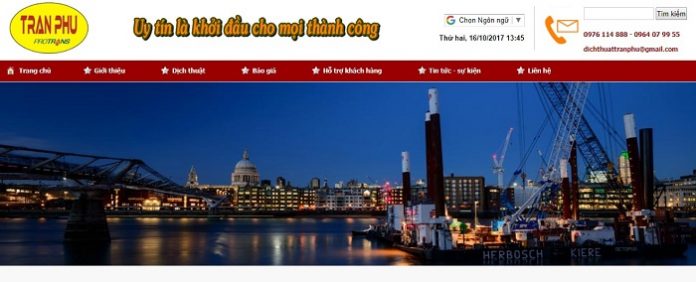 TRAN PHU
PROTRANS
Uy tín là khởi đầu cho mọi thành công
Chọn Ngôn ngữ
Thứ hai, 16/10/2017 13:45
Tìm kiếm
0976 114 888 - 0964 07 99 55
dichthuattranphu@gmail.com
Trang chủ Giới thiệu Dịch thuật Báo giá Hỗ trợ khách hàng Tin tức - sự kiện Liên hệ
HERBOSCH KIERE